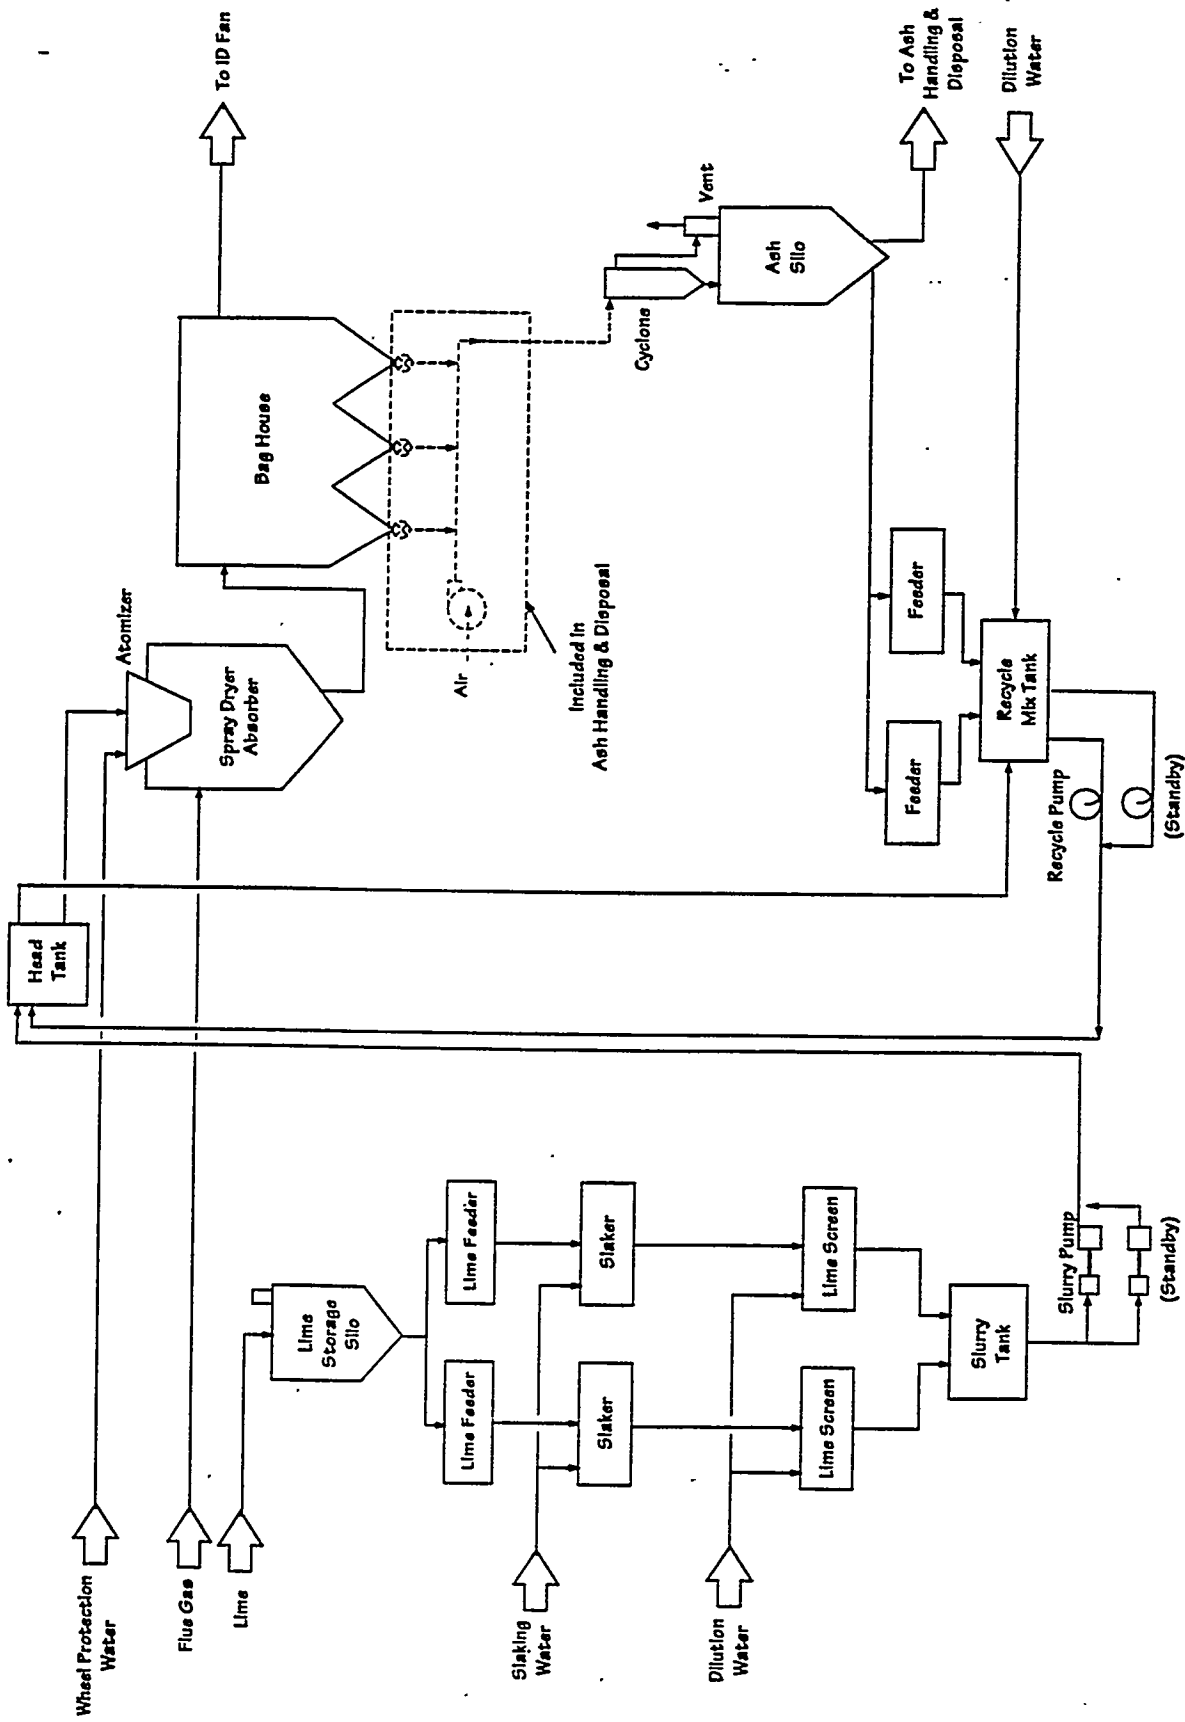 Wheel Protection
Water
Flue Gas
Lime
Slaking
Water
Dilution
Water
Lime
Storage
Silo
Lime Feeder
Lime Feeder
Slaker
Slaker
Lime Screen
Lime Screen
Slurry
Tank
Slurry Pump
(Standby)
Head
Tank
Atomizer
Spray Dryer
Absorber
Bag House
To ID Fan
Air
Included in
Ash Handling & Disposal
Cyclone
Vent
Ash
Silo
To Ash
Handling &
Disposal
Dilution
Water
Feeder
Feeder
Recycle
Mix Tank
Recycle Pump
(Standby)